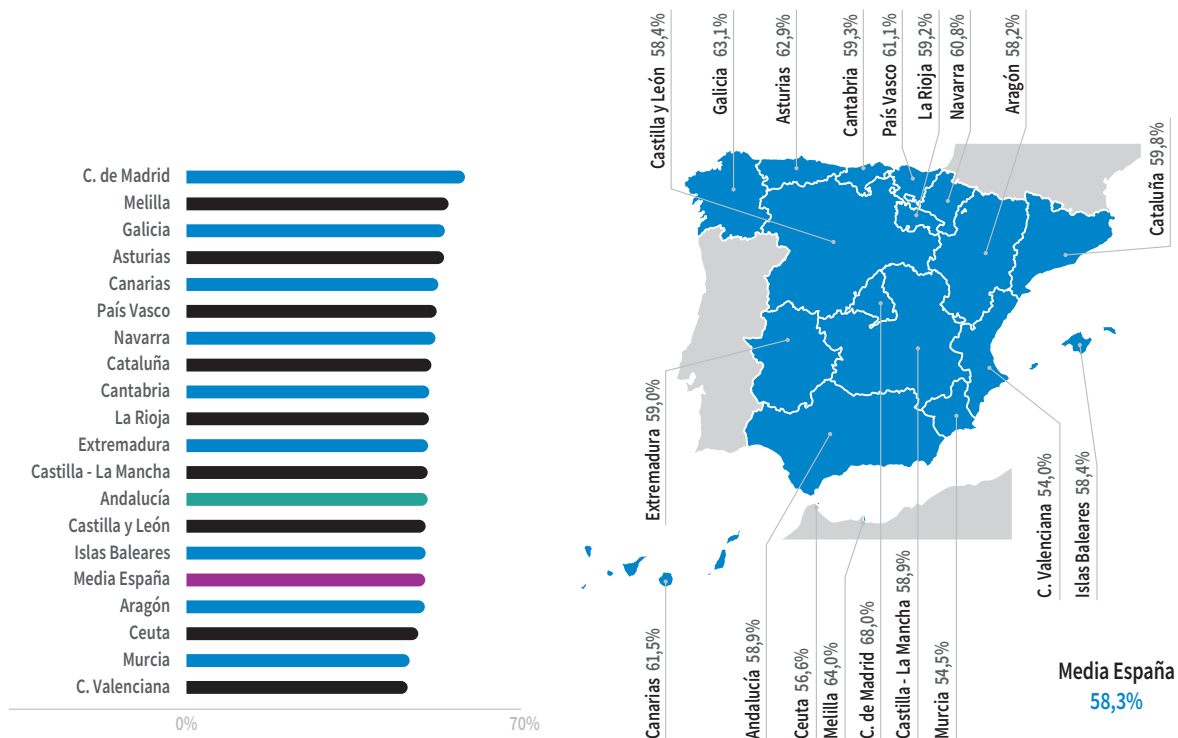 C. de Madrid
Melilla
Galicia
Asturias
Canarias
País Vasco
Navarra
Cataluña
Cantabria
La Rioja
Extremadura
Castilla - La Mancha
Andalucía
Castilla y León
Islas Baleares
Media España
Aragón
Ceuta
Murcia
C. Valenciana
0%
70%
Castilla y León 58,4%
Galicia 63,1%
Asturias 62,9%
Cantabria 59,3%
País Vasco 61,1%
La Rioja 59,2%
Navarra 60,8%
Aragón 58,2%
Cataluña 59,8%
Extremadura 59,0%
C. Valenciana 54,0%
Islas Baleares 58,4%
Canarias 61,5%
Andalucía 58,9%
Ceuta 56,6%
Melilla 64,0%
C. de Madrid 68,0%
Castilla - La Mancha 58,9%
Murcia 54,5%
Media España
58,3%